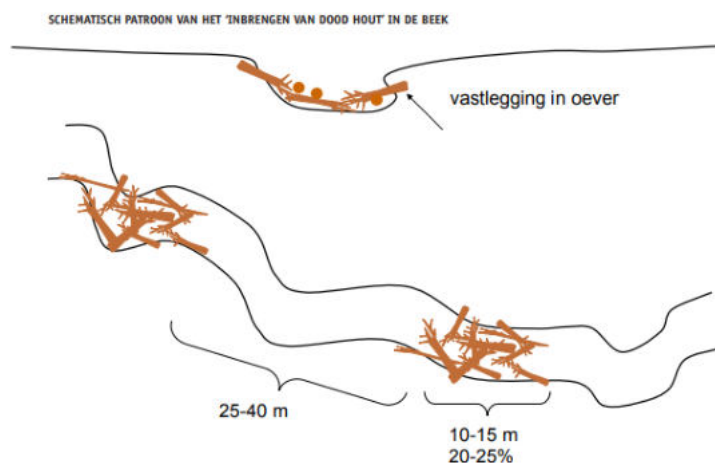 SCHEMATISCH PATROON VAN HET 'INBRENGEN VAN DOOD HOUT' IN DE BEEK
vastlegging in oever
25-40 m
10-15 m
20-25%